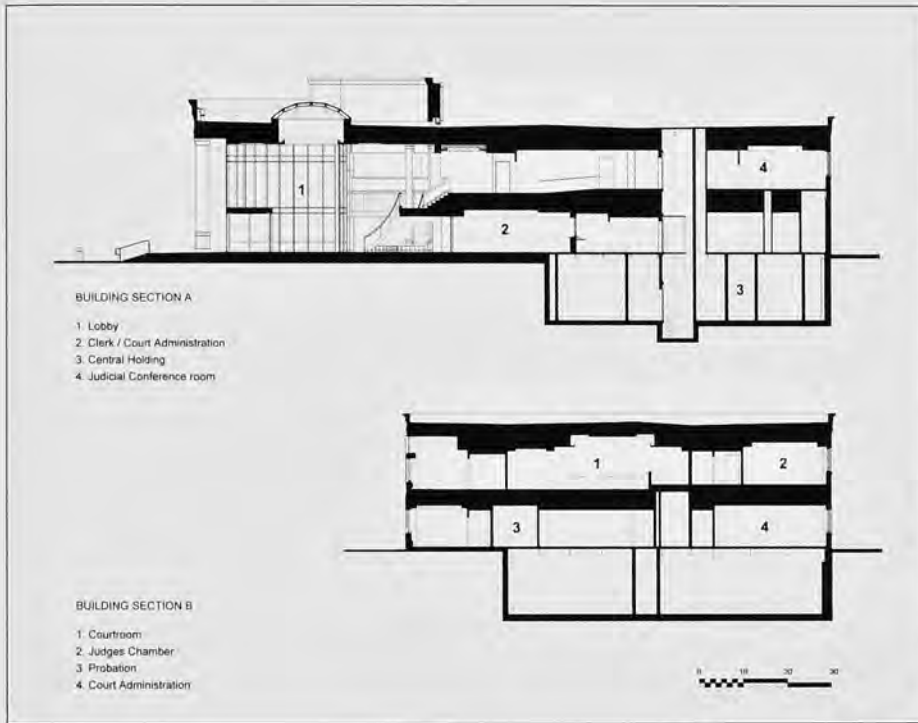 1
2
3
4
BUILDING SECTION A
1. Lobby
2 Clerk / Court Administration
3. Central Holding
4. Judicial Conference room
1
2
3
4
BUILDING SECTION B
1. Courtroom
2. Judges Chamber
3 Probation
4. Court Administration
0 10 20 30